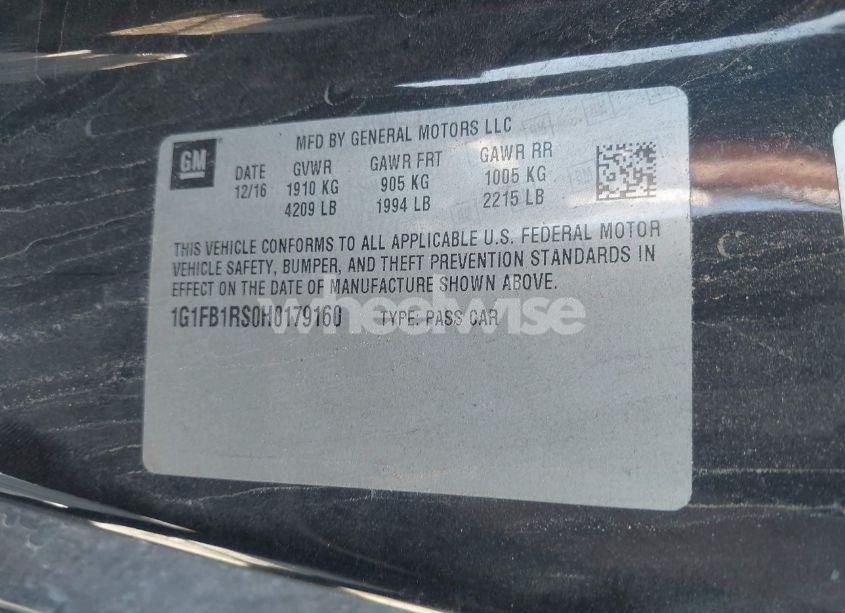 MFD BY GENERAL MOTORS LLC
GM
DATE GVWR GAWR FRT GAWR RR
12/16 1910 KG 905 KG 1005 KG
4209 LB 1994 LB 2215 LB
THIS VEHICLE CONFORMS TO ALL APPLICABLE U.S. FEDERAL MOTOR
VEHICLE SAFETY, BUMPER, AND THEFT PREVENTION STANDARDS IN
EFFECT ON THE DATE OF MANUFACTURE SHOWN ABOVE.
1G1FB1RS0H0179160 TYPE: PASS CAR
wheelwise